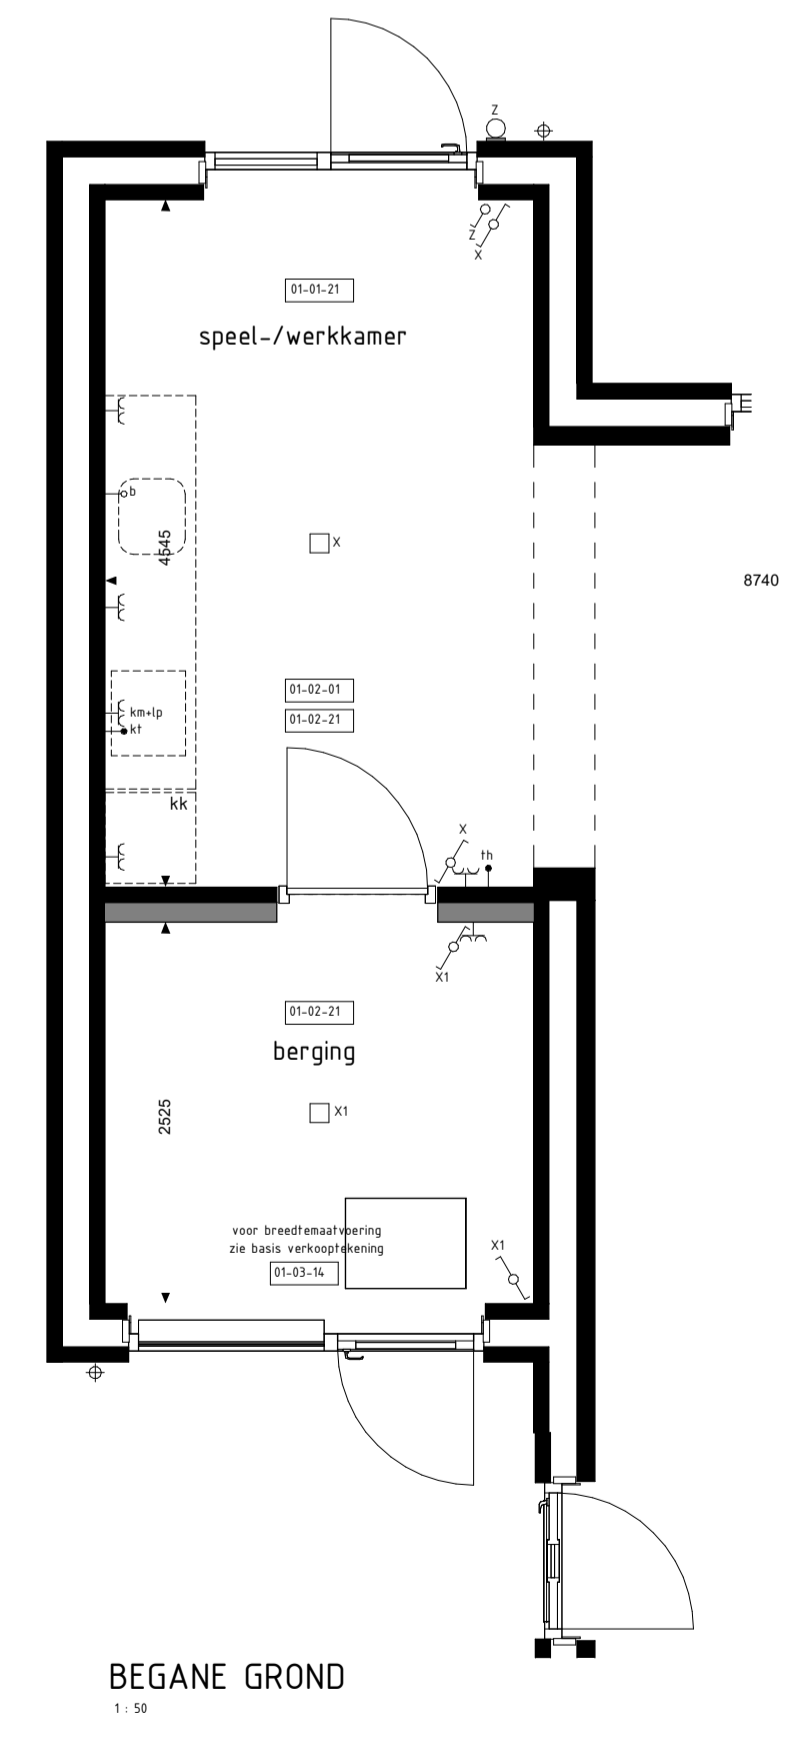 Z
Z
X
01-01-21
speel-/werkkamer
b
4545
X
8740
01-02-01
01-02-21
km+lp
kt
kk
X
th
X1
01-02-21
berging
X1
2525
voor breedtemaatvoering
zie basis verkooptekening
01-03-14
X1
BEGANE GROND
1 : 50